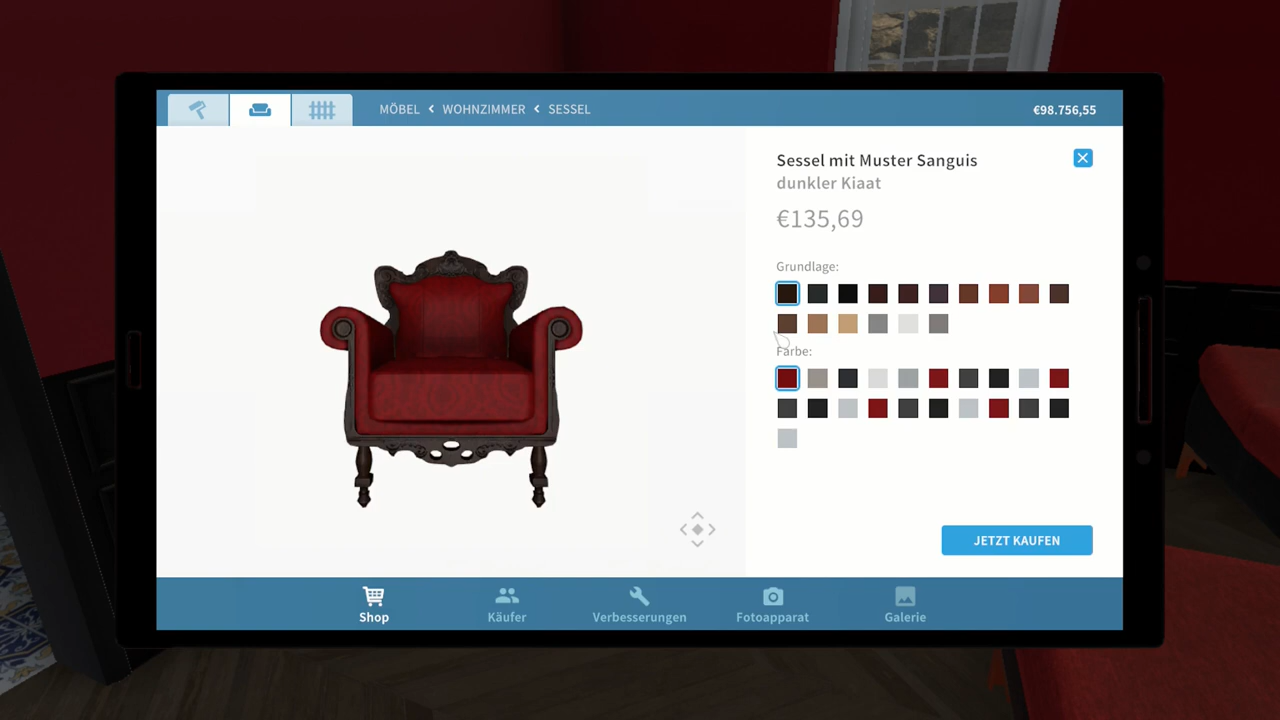 MÖBEL < WOHNZIMMER < SESSEL
€98.756,55
Sessel mit Muster Sanguis
dunkler Kiaat
€135,69
Grundlage:
Farbe:
JETZT KAUFEN
Shop
Käufer
Verbesserungen
Fotoapparat
Galerie